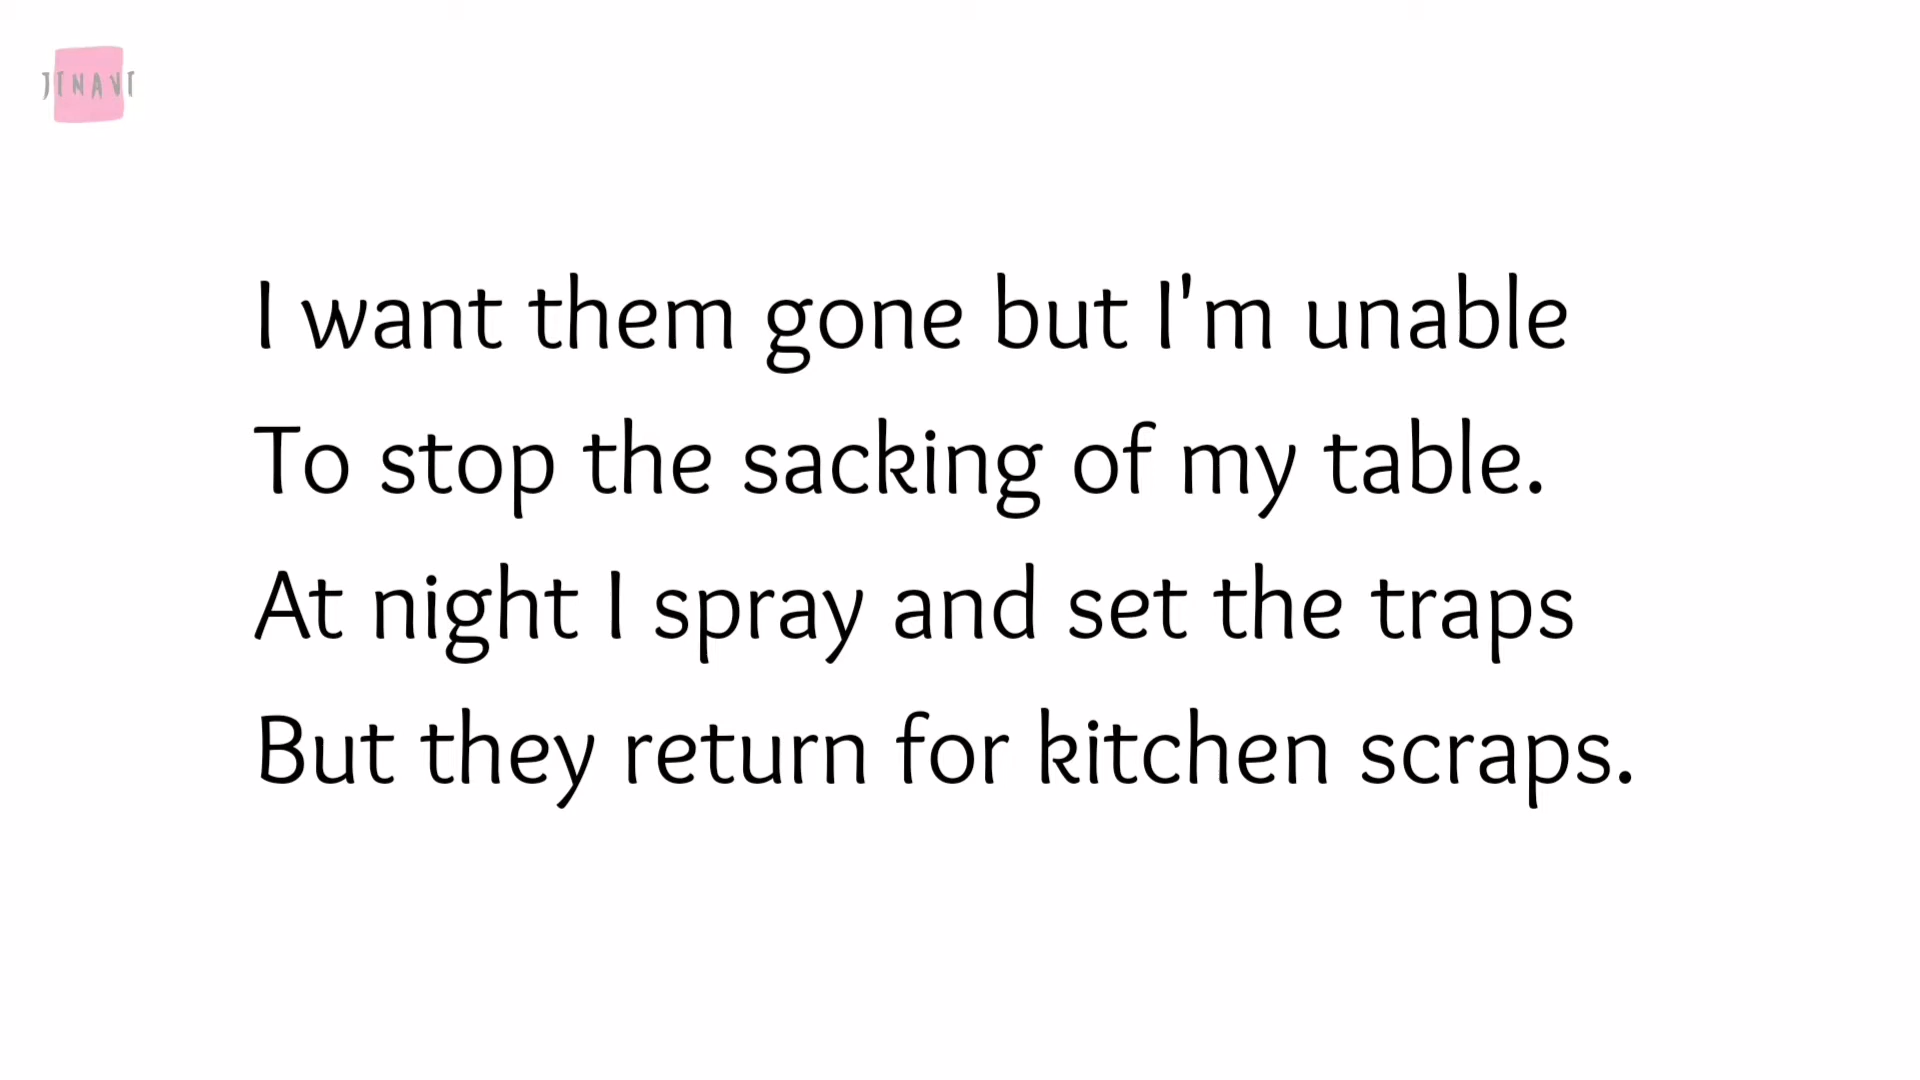 JINAVI
I want them gone but I'm unable
To stop the sacking of my table.
At night I spray and set the traps
But they return for kitchen scraps.